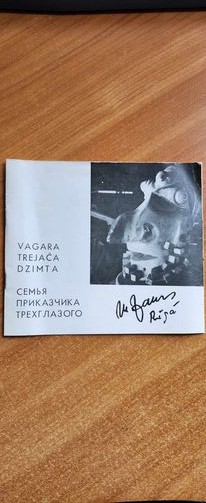 VAGARA
TREJAČA
DZIMTA
СЕМЬЯ
ПРИКАЗЧИКА
ТРЕХГЛАЗОГО
Rīgā